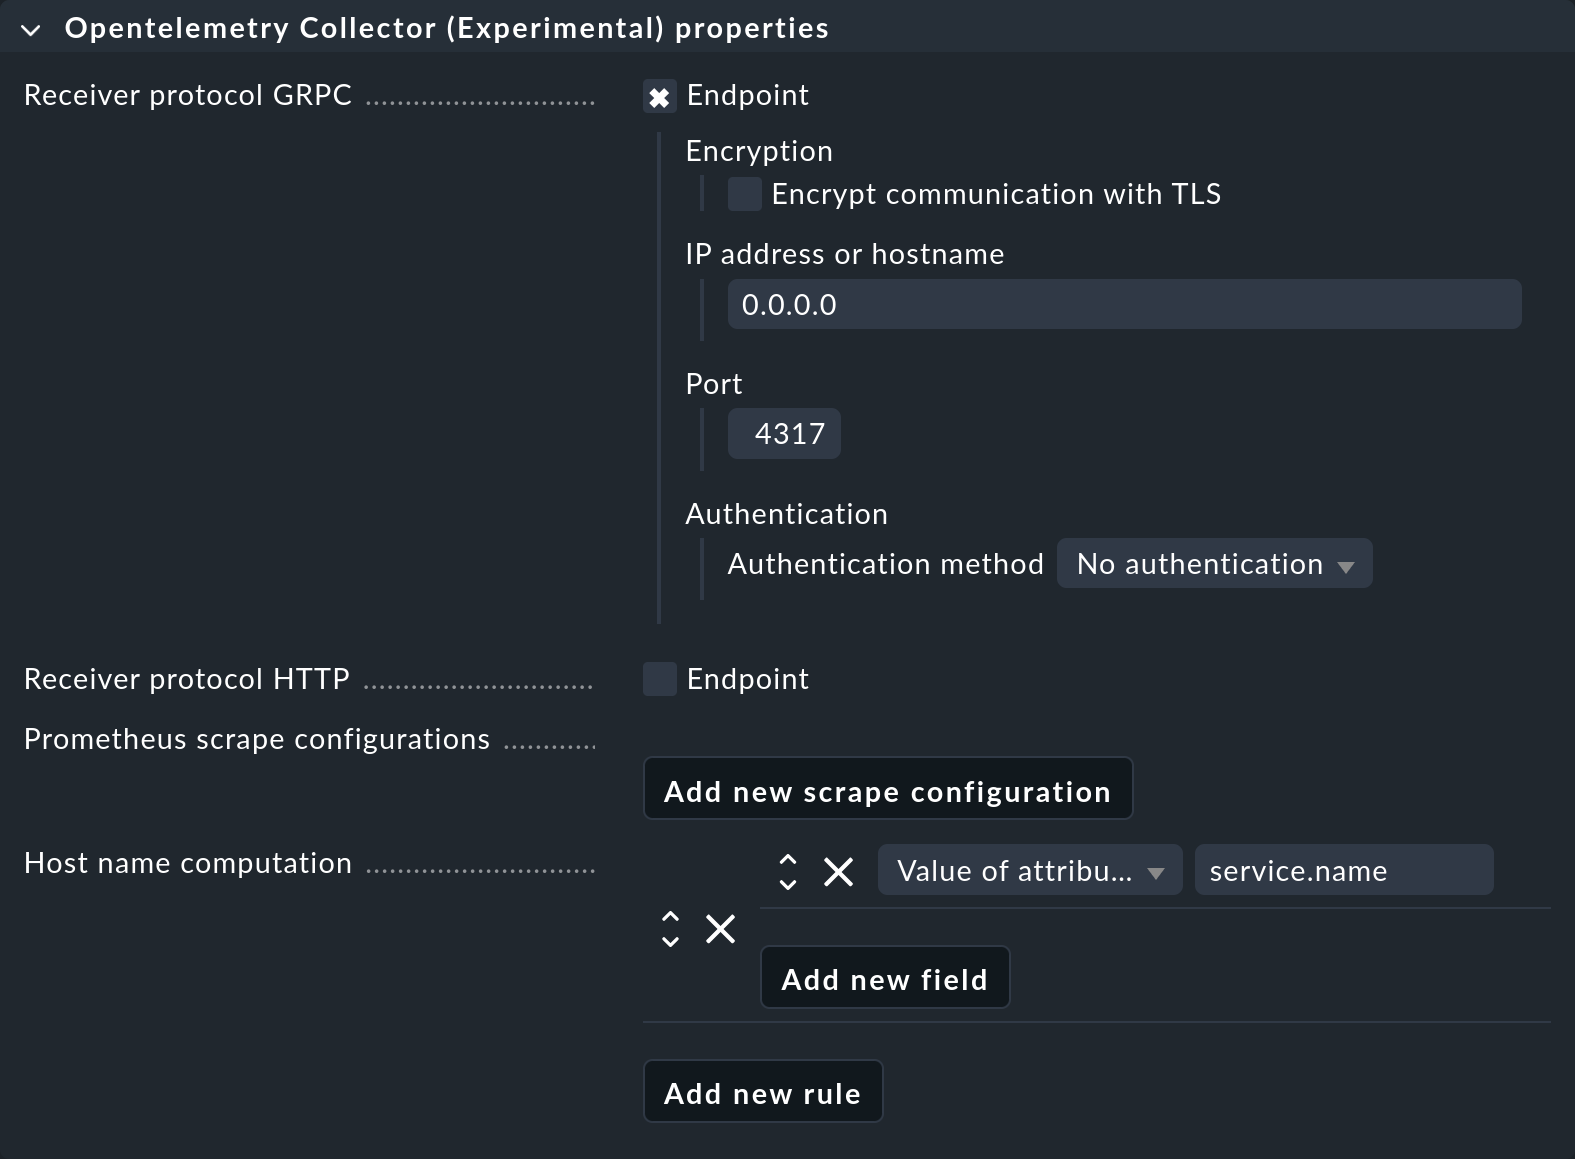 Opentelemetry Collector (Experimental) properties
Receiver protocol GRPC
Endpoint
Encryption
Encrypt communication with TLS
IP address or hostname
0.0.0.0
Port
4317
Authentication
Authentication method No authentication
Receiver protocol HTTP
Endpoint
Prometheus scrape configurations
Add new scrape configuration
Host name computation
Value of attribu... service.name
Add new field
Add new rule